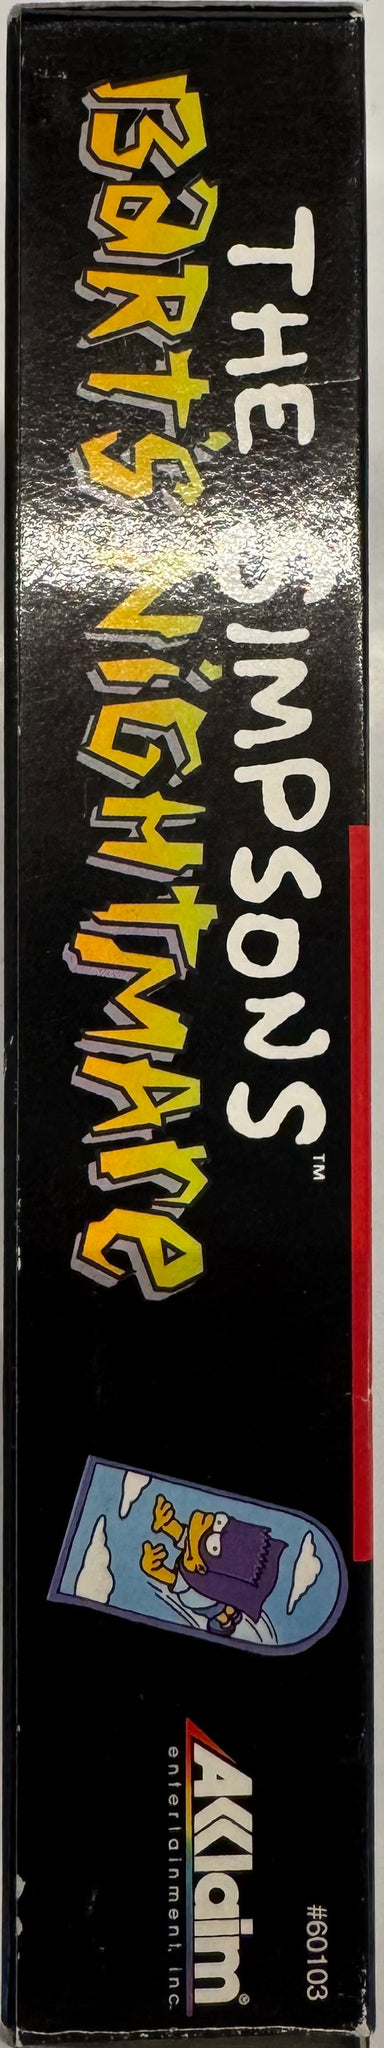 THE SIMPSONS™
BART'S NIGHTMARE
#60103
Acclaim®
entertainment, inc.